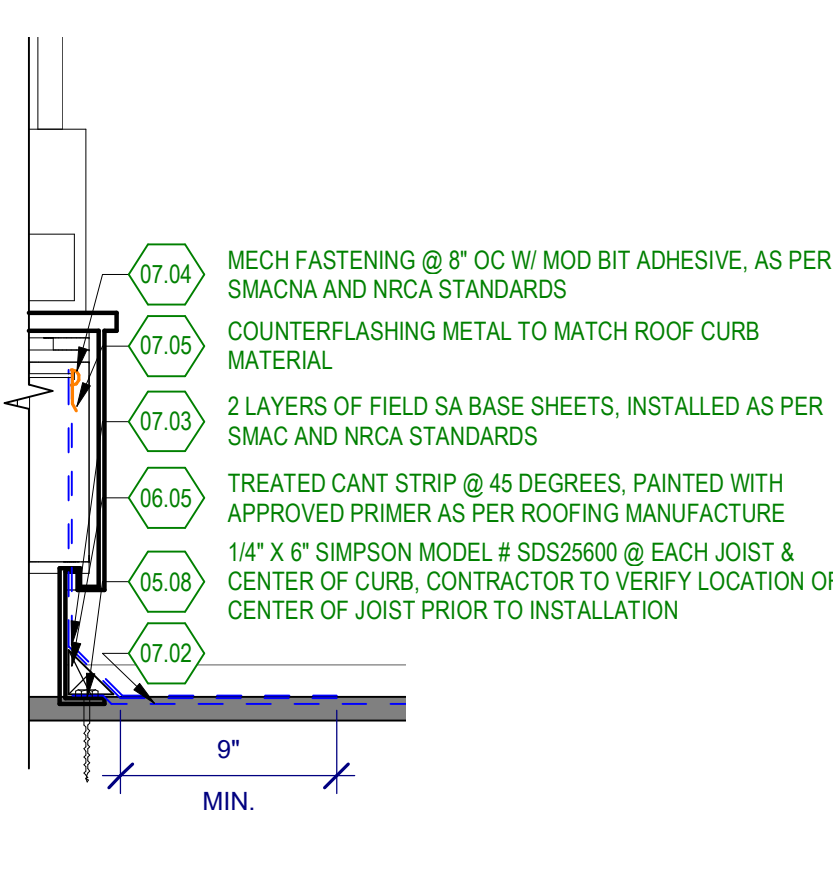 07.04
MECH FASTENING @ 8" OC W/ MOD BIT ADHESIVE, AS PER
SMACNA AND NRCA STANDARDS
07.05
COUNTERFLASHING METAL TO MATCH ROOF CURB
MATERIAL
07.03
2 LAYERS OF FIELD SA BASE SHEETS, INSTALLED AS PER
SMAC AND NRCA STANDARDS
06.05
TREATED CANT STRIP @ 45 DEGREES, PAINTED WITH
APPROVED PRIMER AS PER ROOFING MANUFACTURE
05.08
1/4" X 6" SIMPSON MODEL # SDS25600 @ EACH JOIST &
CENTER OF CURB, CONTRACTOR TO VERIFY LOCATION OF
CENTER OF JOIST PRIOR TO INSTALLATION
07.02
9"
MIN.